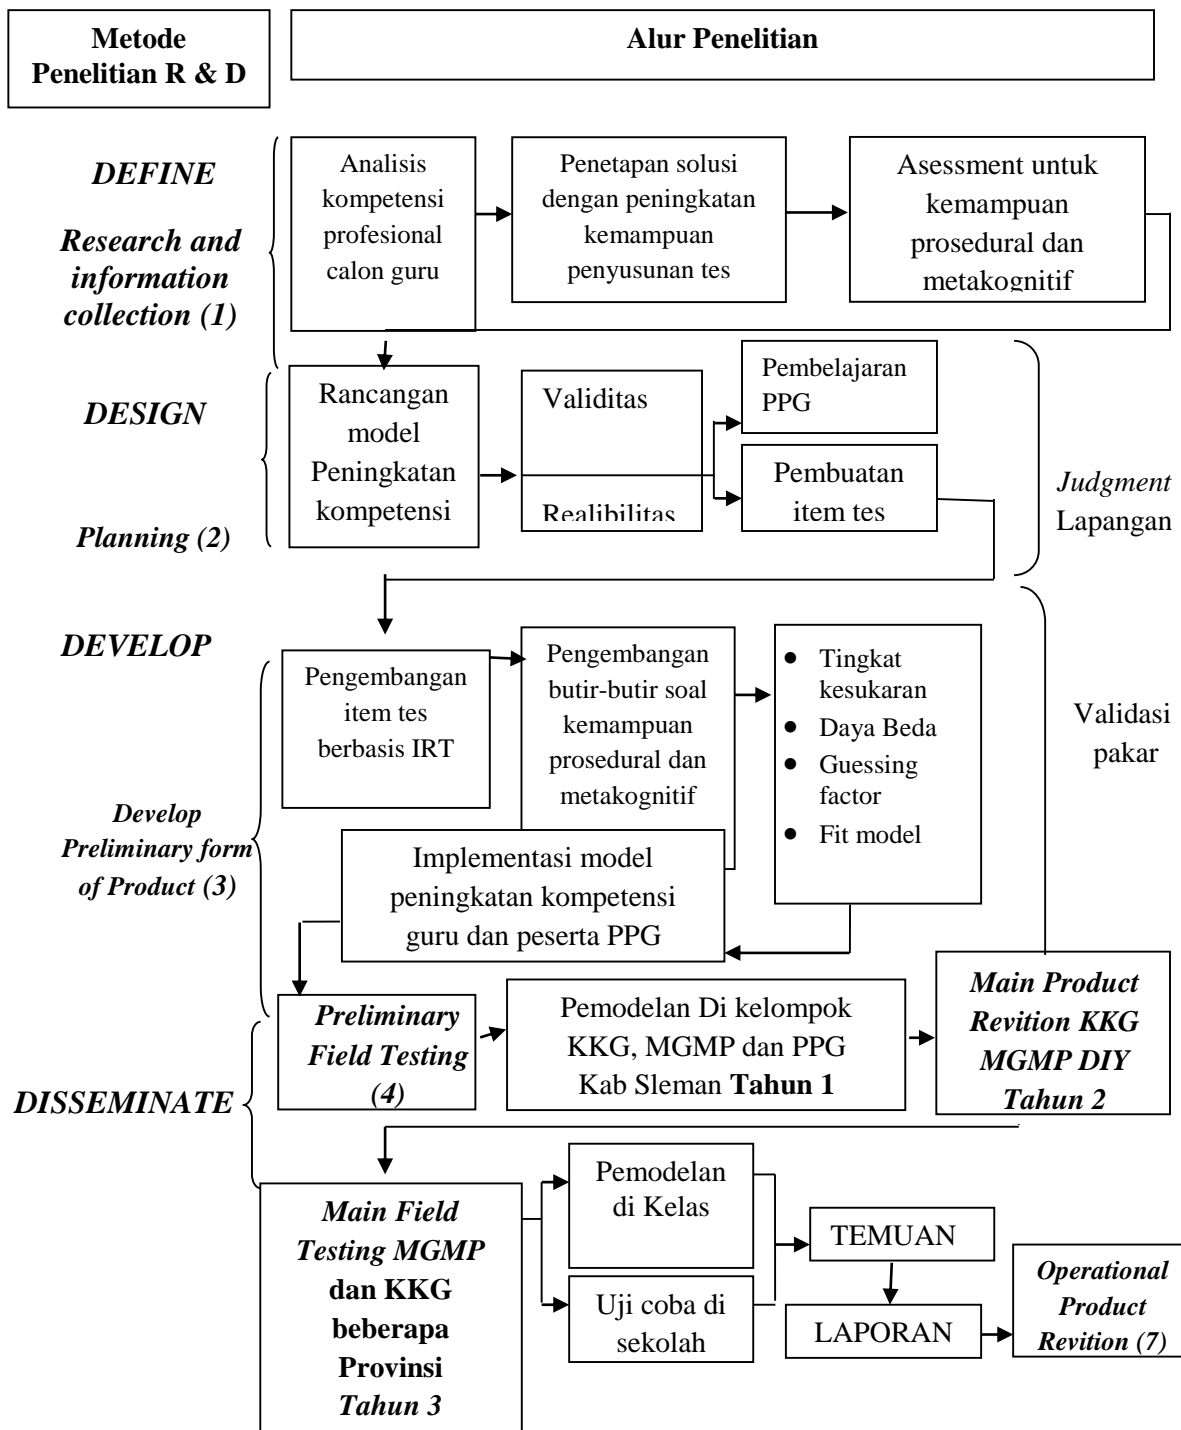 Metode
Penelitian R & D
Alur Penelitian
DEFINE
Research and
information
collection (1)
Analisis
kompetensi
profesional
calon guru
Penetapan solusi
dengan peningkatan
kemampuan
penyusunan tes
Asessment untuk
kemampuan
prosedural dan
metakognitif
DESIGN
Planning (2)
Rancangan
model
Peningkatan
kompetensi
Validitas
Realibilitas
Pembelajaran
PPG
Pembuatan
item tes
Judgment
Lapangan
DEVELOP
Develop
Preliminary form
of Product (3)
Pengembangan
item tes
berbasis IRT
Pengembangan
butir-butir soal
kemampuan
prosedural dan
metakognitif
• Tingkat
kesukaran
• Daya Beda
• Guessing
factor
• Fit model
Validasi
pakar
Implementasi model
peningkatan kompetensi
guru dan peserta PPG
DISSEMINATE
Preliminary
Field Testing
(4)
Pemodelan Di kelompok
KKG, MGMP dan PPG
Kab Sleman Tahun 1
Main Product
Revition KKG
MGMP DIY
Tahun 2
Main Field
Testing MGMP
dan KKG
beberapa
Provinsi
Tahun 3
Pemodelan
di Kelas
Uji coba di
sekolah
TEMUAN
LAPORAN
Operational
Product
Revition (7)